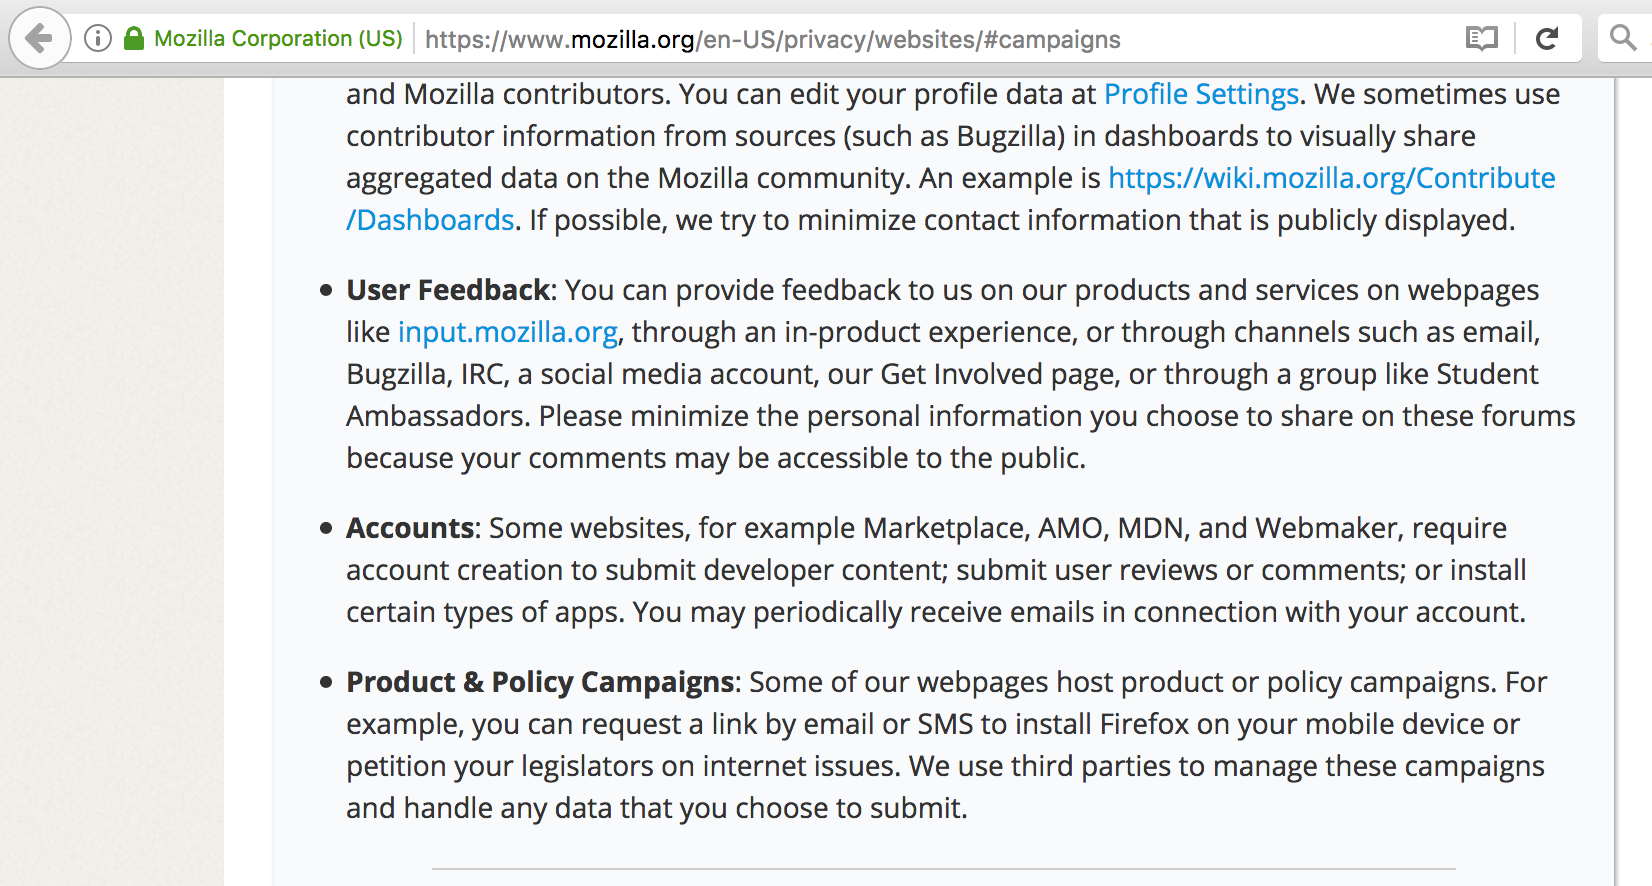 Mozilla Corporation (US) https://www.mozilla.org/en-US/privacy/websites/#campaigns
and Mozilla contributors. You can edit your profile data at Profile Settings. We sometimes use
contributor information from sources (such as Bugzilla) in dashboards to visually share
aggregated data on the Mozilla community. An example is https://wiki.mozilla.org/Contribute
/Dashboards. If possible, we try to minimize contact information that is publicly displayed.
• User Feedback: You can provide feedback to us on our products and services on webpages
like input.mozilla.org, through an in-product experience, or through channels such as email,
Bugzilla, IRC, a social media account, our Get Involved page, or through a group like Student
Ambassadors. Please minimize the personal information you choose to share on these forums
because your comments may be accessible to the public.
• Accounts: Some websites, for example Marketplace, AMO, MDN, and Webmaker, require
account creation to submit developer content; submit user reviews or comments; or install
certain types of apps. You may periodically receive emails in connection with your account.
• Product & Policy Campaigns: Some of our webpages host product or policy campaigns. For
example, you can request a link by email or SMS to install Firefox on your mobile device or
petition your legislators on internet issues. We use third parties to manage these campaigns
and handle any data that you choose to submit.